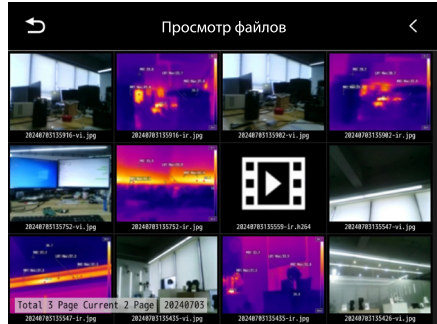 Просмотр файлов
20240703135916-vi.jpg
20240703135916-ir.jpg
20240703135902-vi.jpg
20240703135902-ir.jpg
20240703135752-vi.jpg
20240703135752-ir.jpg
20240703135559-ir.h264
20240703135547-vi.jpg
20240703135547-ir.jpg
20240703135435-vi.jpg
20240703135435-ir.jpg
20240703135426-vi.jpg
Total 3 Page Current 2 Page 20240703